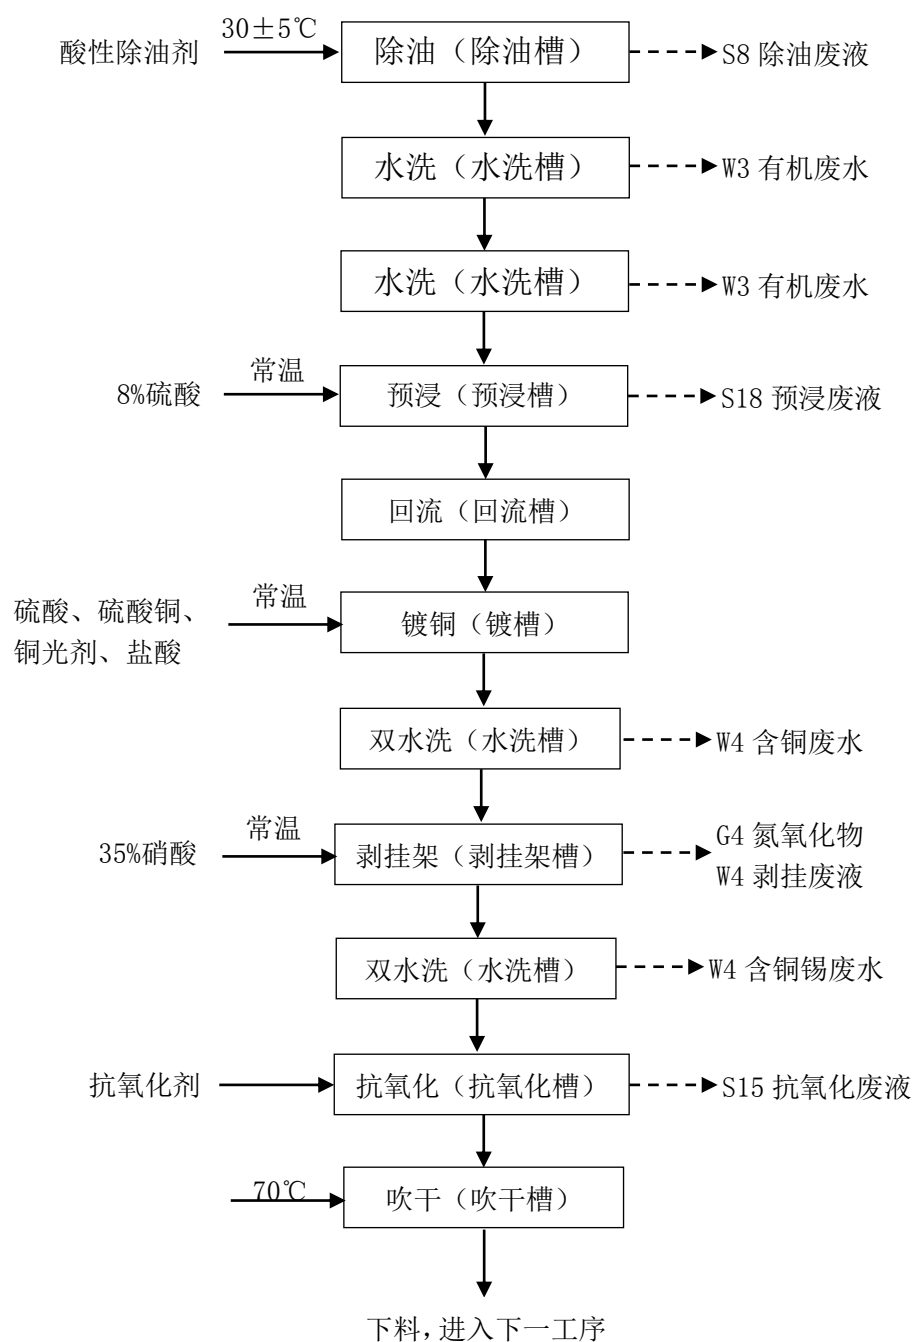 30±5℃
酸性除油剂
除油（除油槽）
S8 除油废液
水洗（水洗槽）
W3 有机废水
水洗（水洗槽）
W3 有机废水
常温
8%硫酸
预浸（预浸槽）
S18 预浸废液
回流（回流槽）
常温
硫酸、硫酸铜、
铜光剂、盐酸
镀铜（镀槽）
双水洗（水洗槽）
W4 含铜废水
常温
35%硝酸
剥挂架（剥挂架槽）
G4 氮氧化物
W4 剥挂废液
双水洗（水洗槽）
W4 含铜锡废水
抗氧化剂
抗氧化（抗氧化槽）
S15 抗氧化废液
70℃
吹干（吹干槽）
下料,进入下一工序